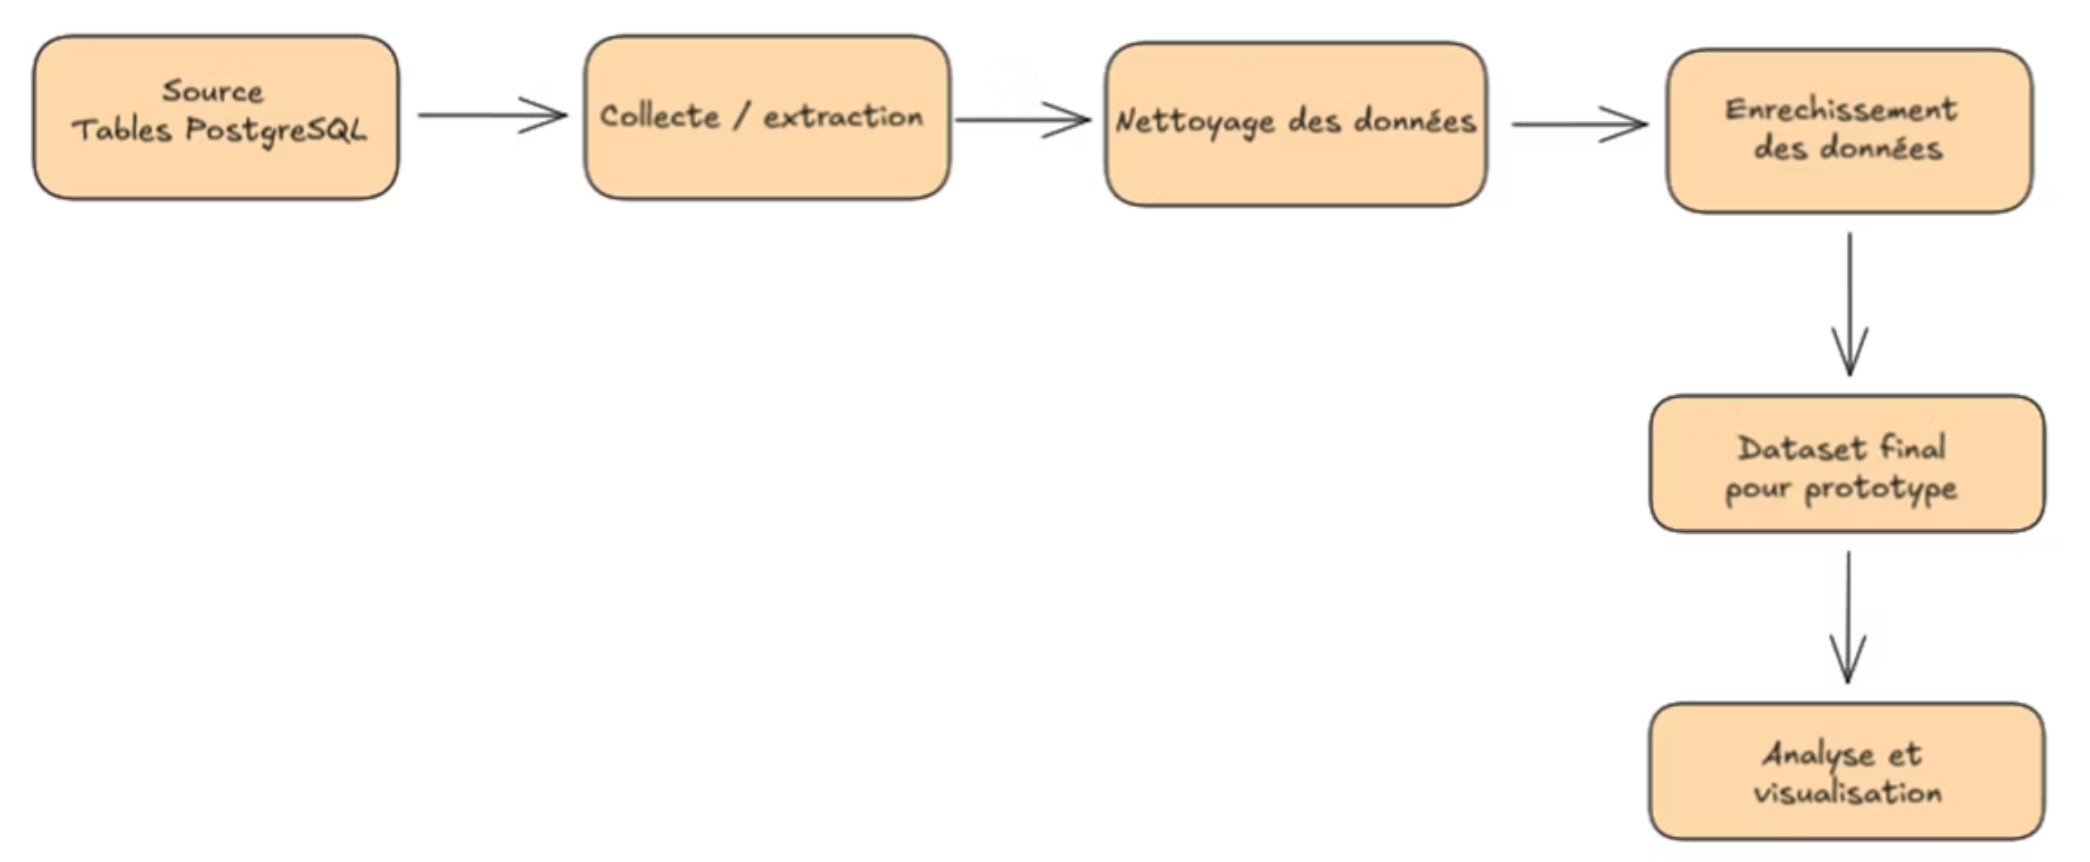 Source
Tables PostgreSQL
Collecte / extraction
Nettoyage des données
Enrechissement
des données
Dataset final
pour prototype
Analyse et
visualisation